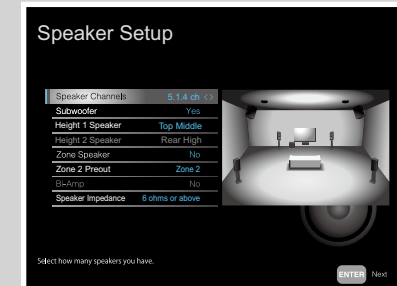 Speaker Setup
Speaker Channels 5.1.4 ch < >
Subwoofer Yes
Height 1 Speaker Top Middle
Height 2 Speaker Rear High
Zone Speaker No
Zone 2 Preout Zone 2
Bi-Amp No
Speaker Impedance 6 ohms or above
Select how many speakers you have.
ENTER Next